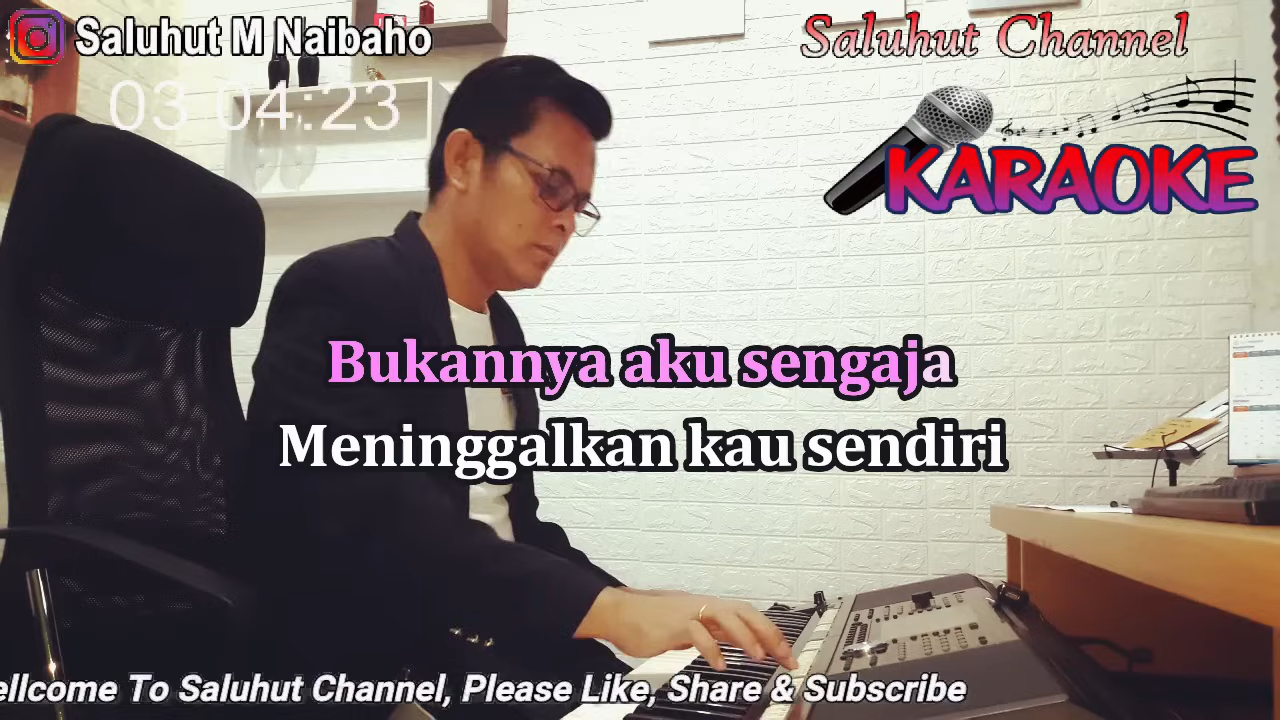 Saluhut M Naibaho
Saluhut Channel
03 04:23
KARAOKE
Bukannya aku sengaja
Meninggalkan kau sendiri
ellcome To Saluhut Channel, Please Like, Share & Subscribe